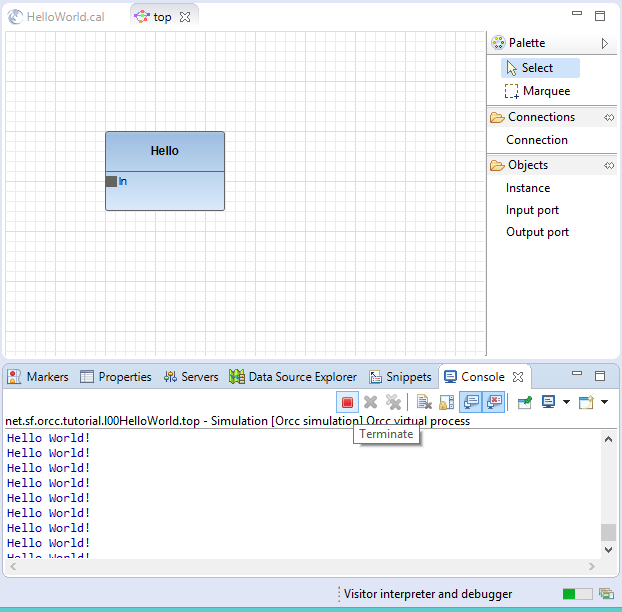 HelloWorld.cal
top
Palette
Select
Marquee
Connections
Connection
Objects
Instance
Input port
Output port
Hello
In
Markers Properties Servers Data Source Explorer Snippets Console
net.sf.orcc.tutorial.l00HelloWorld.top - Simulation [Orcc simulation] Orcc virtual process
Terminate
Hello World!
Hello World!
Hello World!
Hello World!
Hello World!
Hello World!
Hello World!
Hello World!
Hello World!
Visitor interpreter and debugger